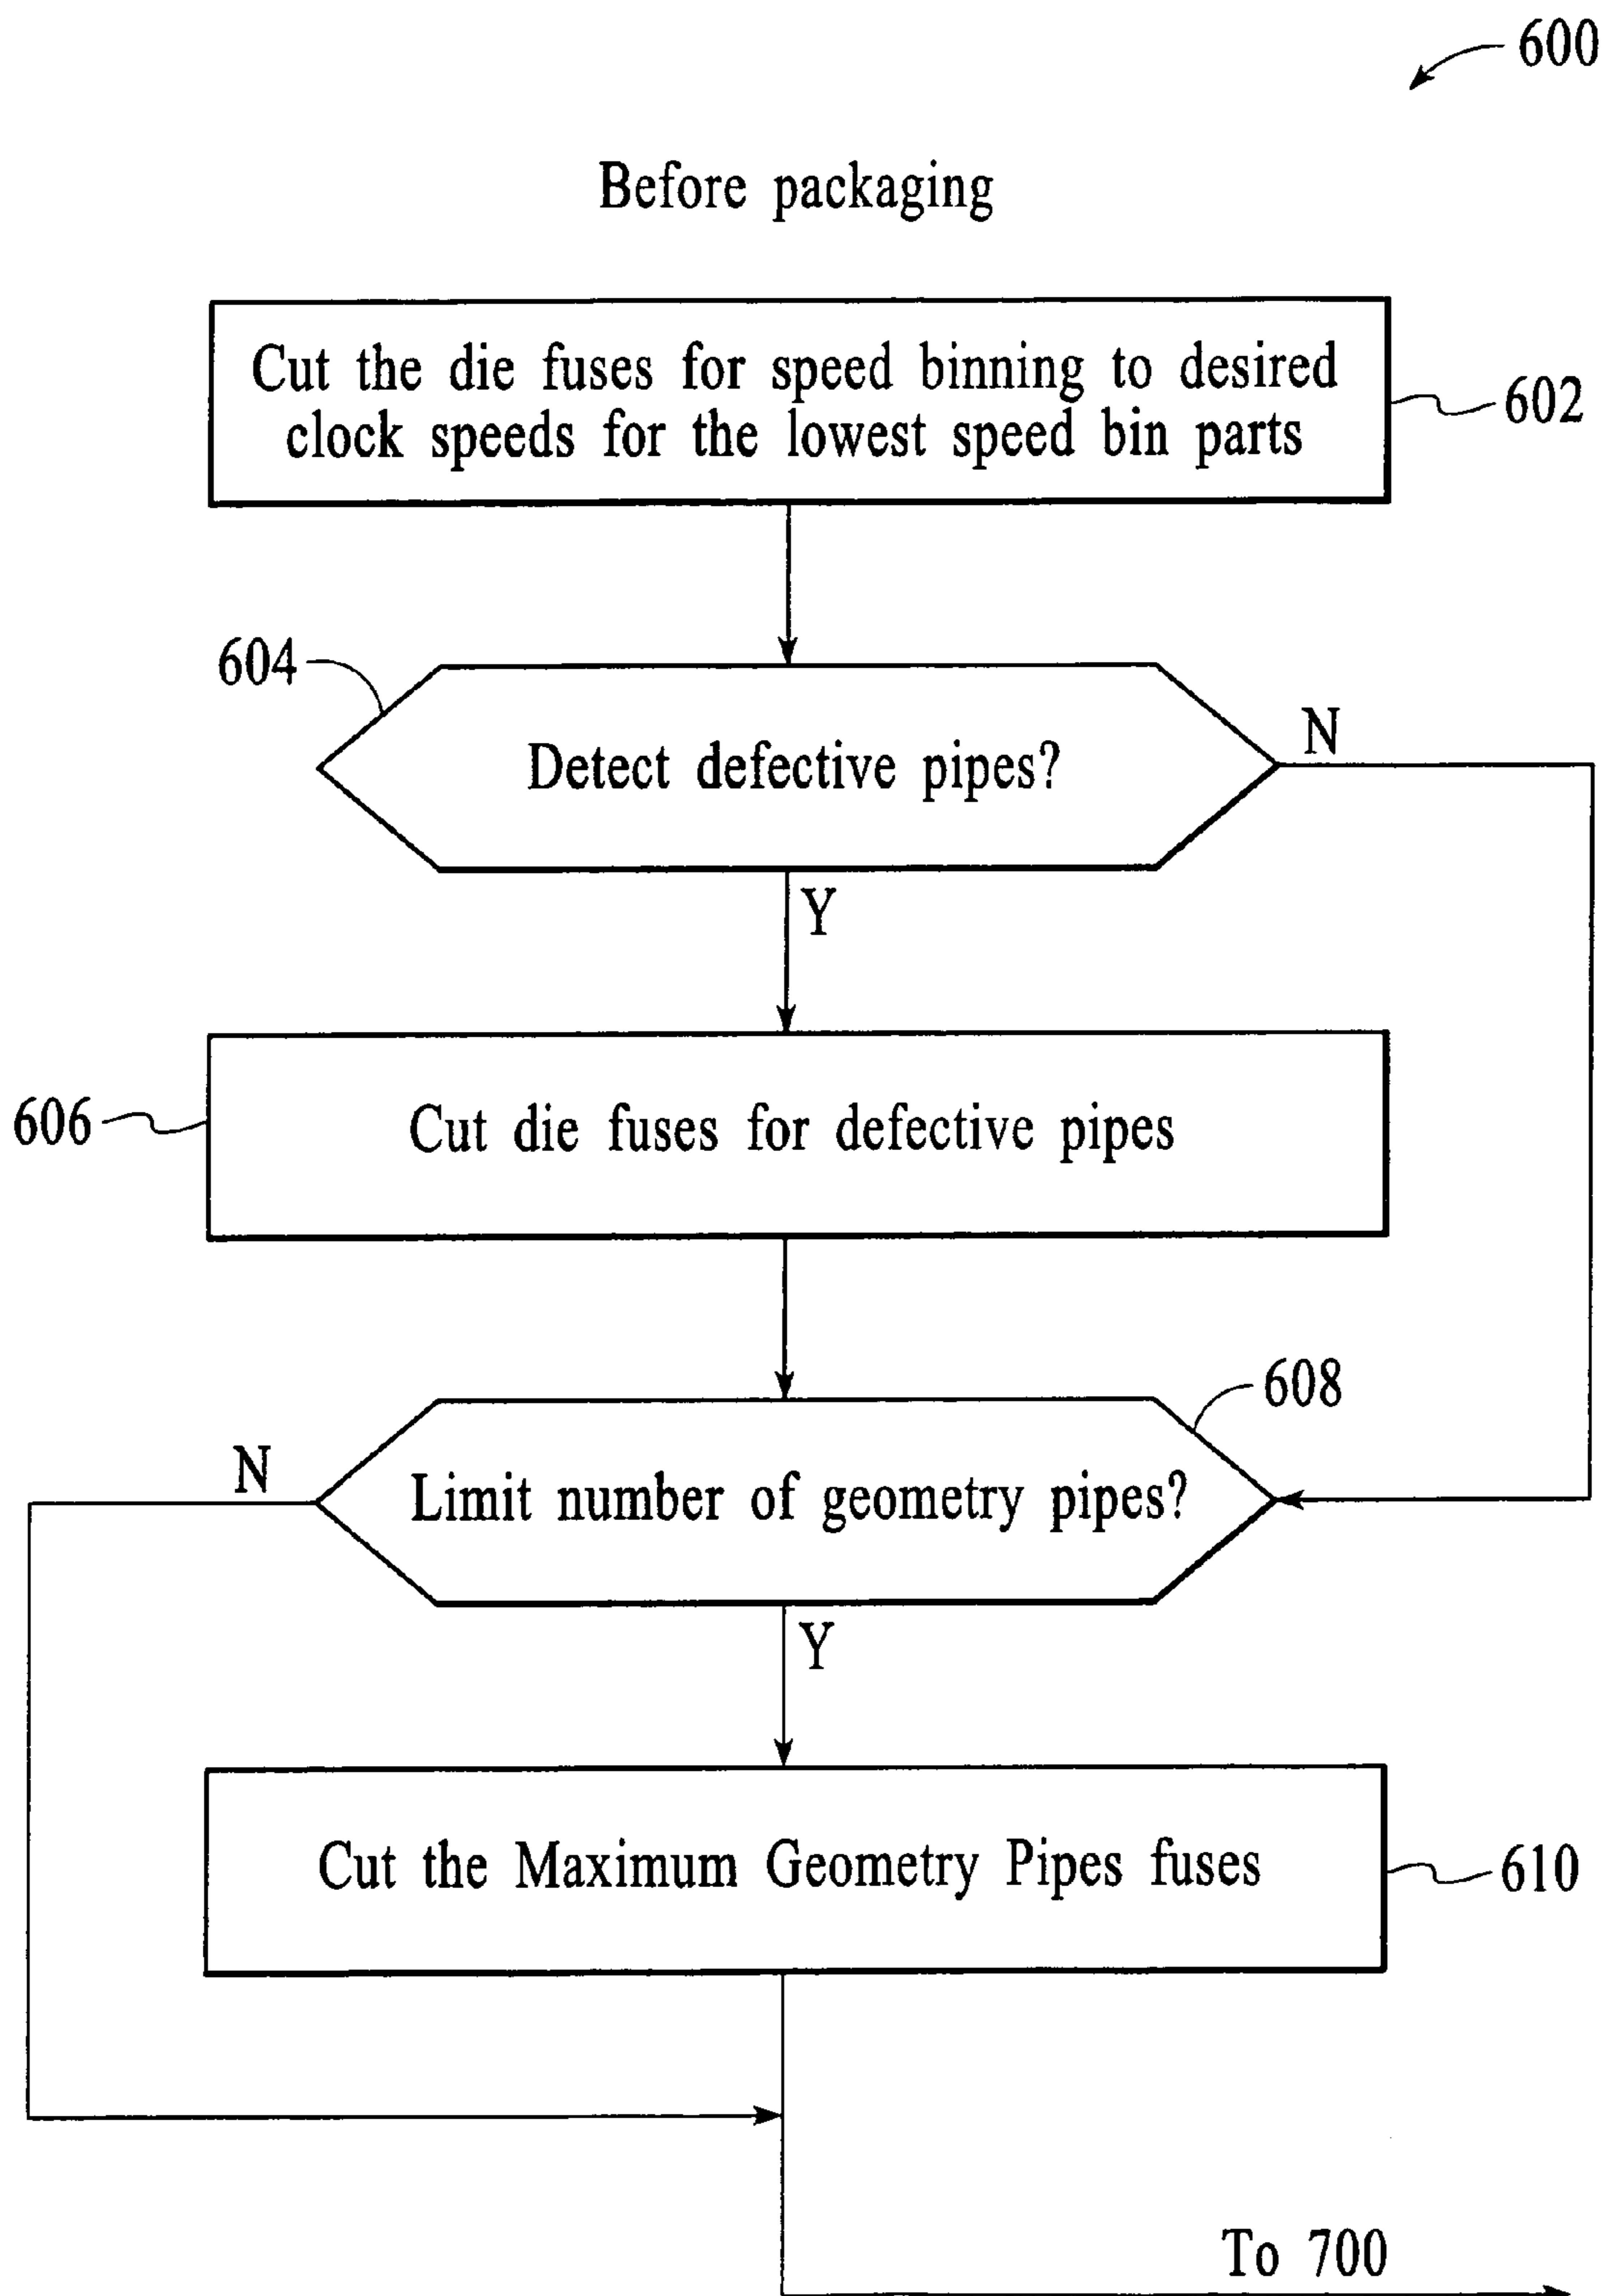 600
Before packaging
Cut the die fuses for speed binning to desired
clock speeds for the lowest speed bin parts
602
604
Detect defective pipes?
N
Y
606
Cut die fuses for defective pipes
608
N
Limit number of geometry pipes?
Y
Cut the Maximum Geometry Pipes fuses
610
To 700